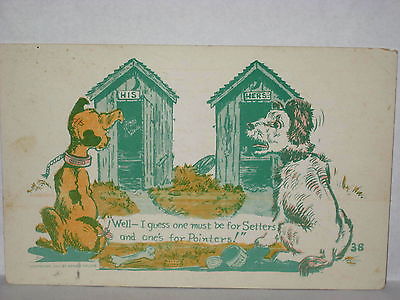 HIS
HERS
"Well— I guess one must be for Setters
and one's for Pointers!"
38